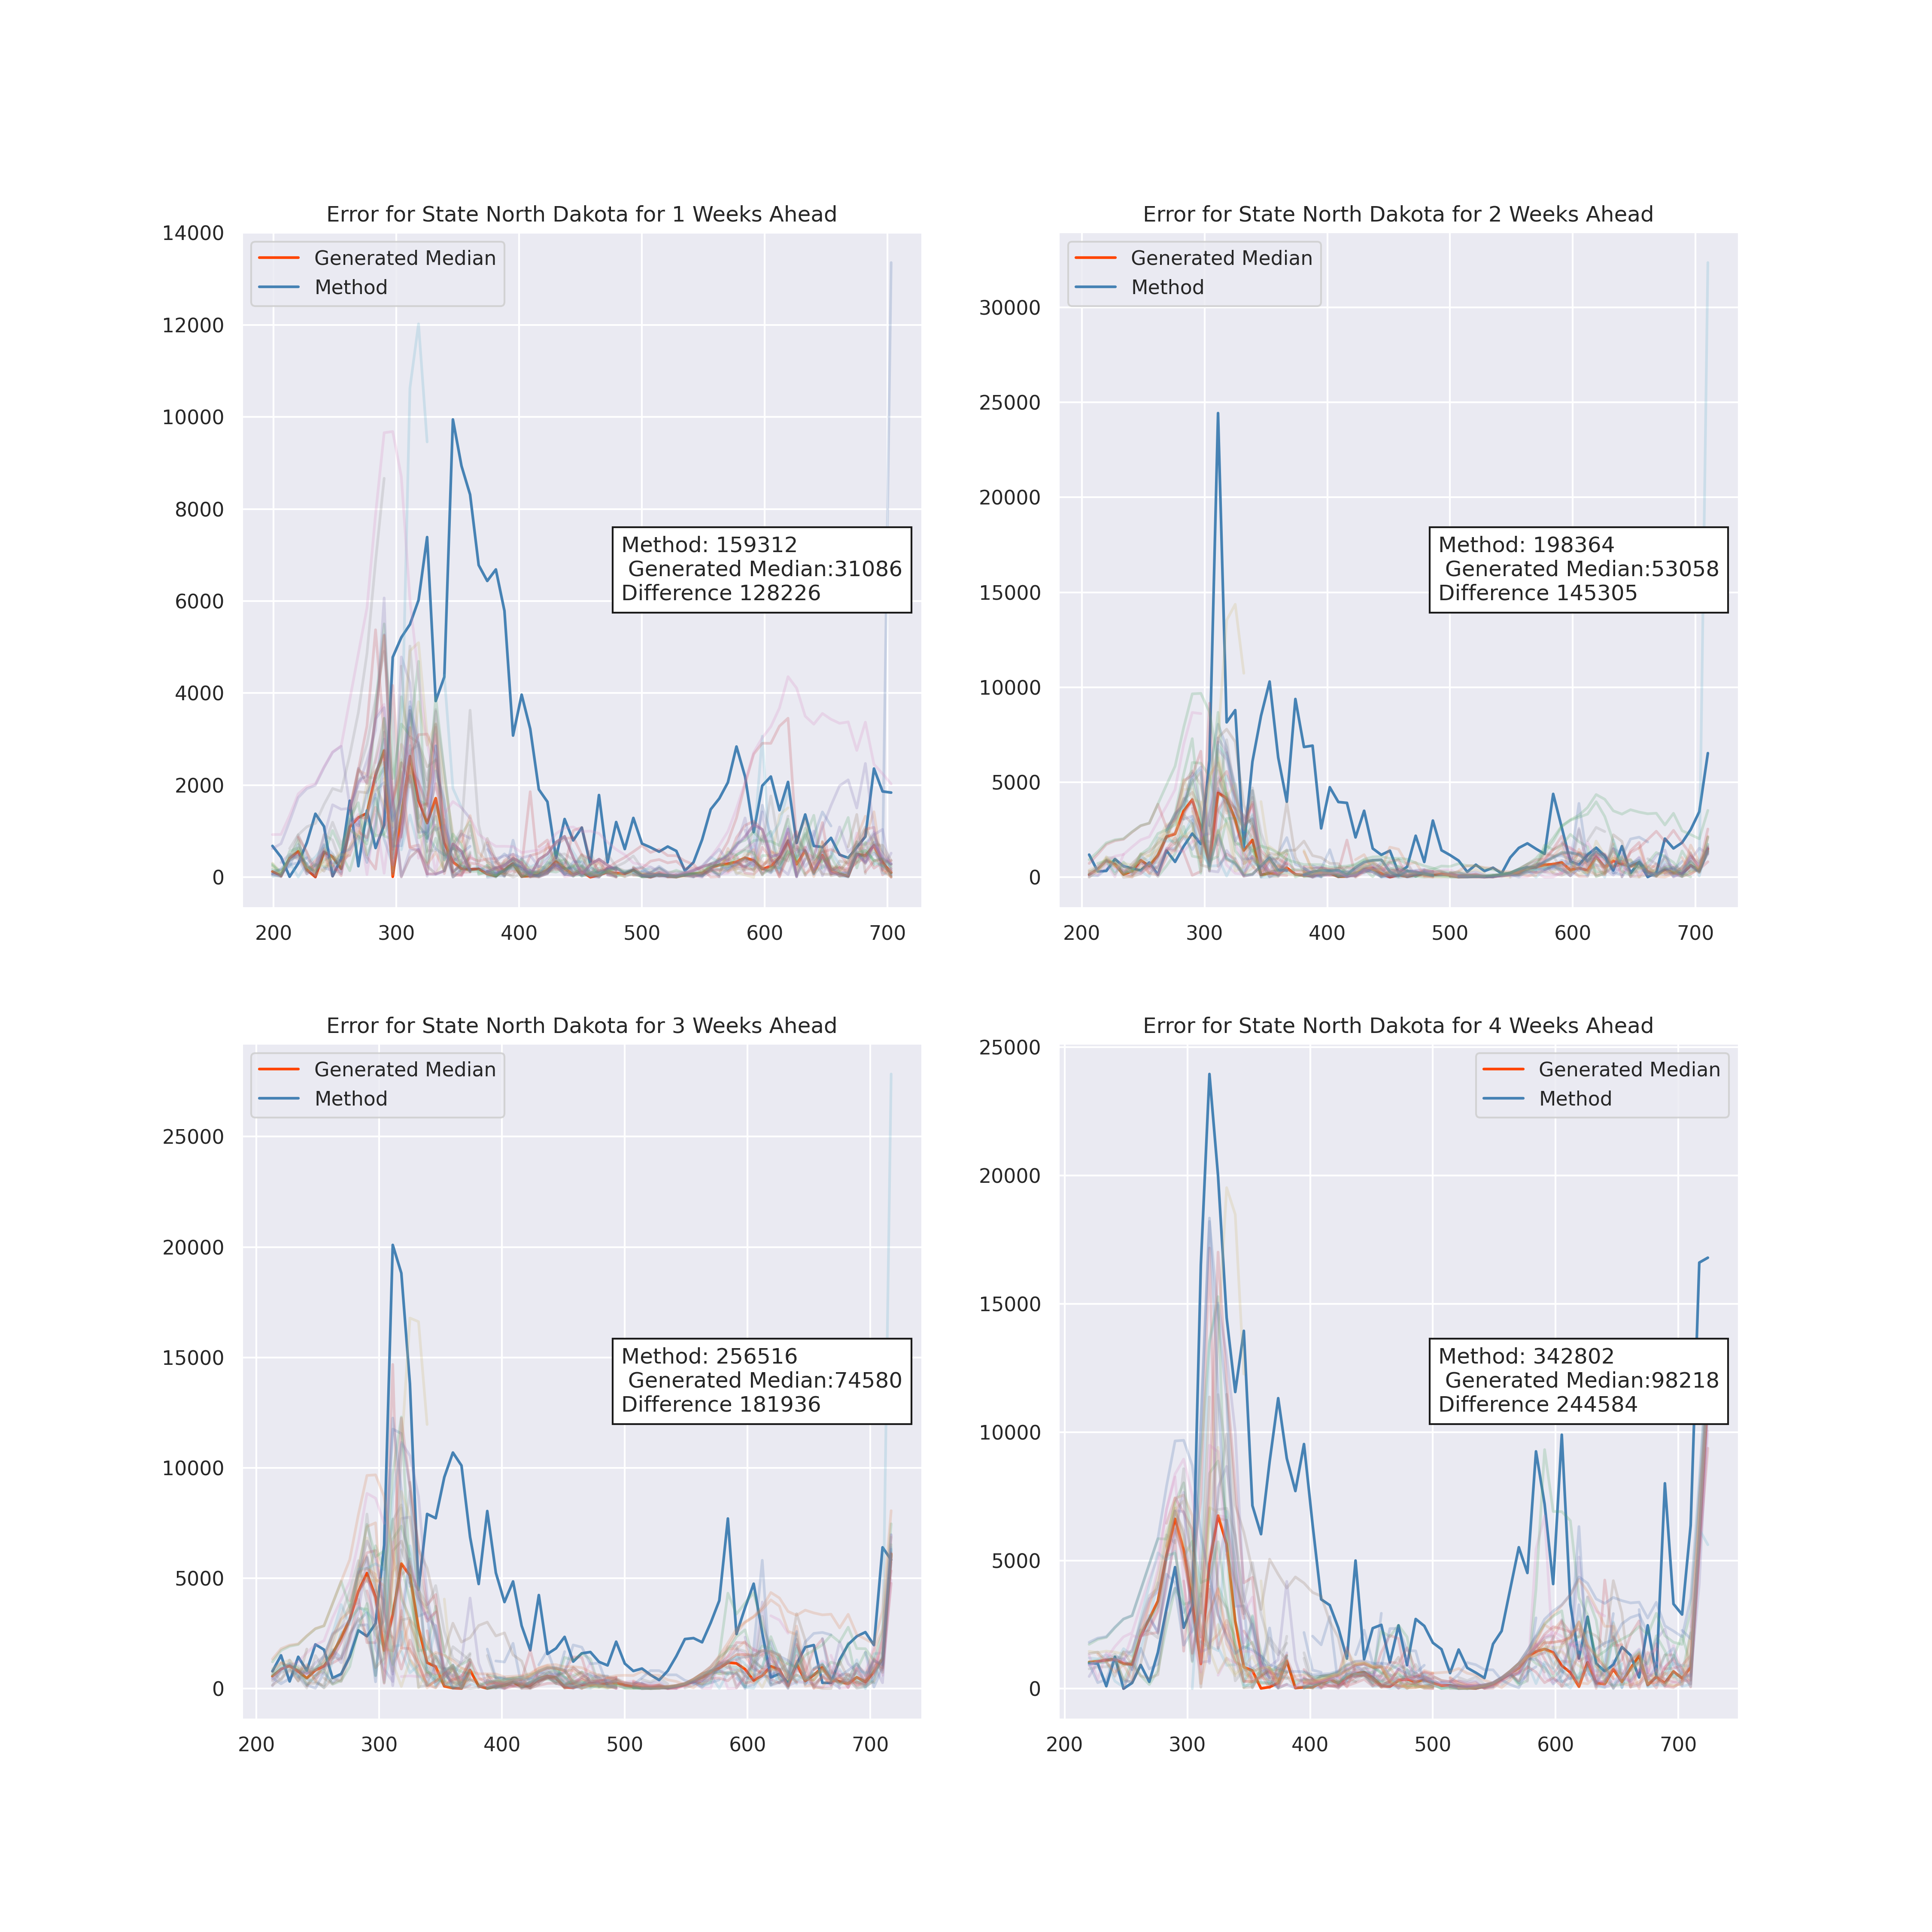 Error for State North Dakota for 1 Weeks Ahead
14000
12000
10000
8000
6000
4000
2000
0
200 300 400 500 600 700
Generated Median
Method
Method: 159312
Generated Median:31086
Difference 128226
Error for State North Dakota for 2 Weeks Ahead
30000
25000
20000
15000
10000
5000
0
200 300 400 500 600 700
Generated Median
Method
Method: 198364
Generated Median:53058
Difference 145305
Error for State North Dakota for 3 Weeks Ahead
25000
20000
15000
10000
5000
0
200 300 400 500 600 700
Generated Median
Method
Method: 256516
Generated Median:74580
Difference 181936
Error for State North Dakota for 4 Weeks Ahead
25000
20000
15000
10000
5000
0
200 300 400 500 600 700
Generated Median
Method
Method: 342802
Generated Median:98218
Difference 244584